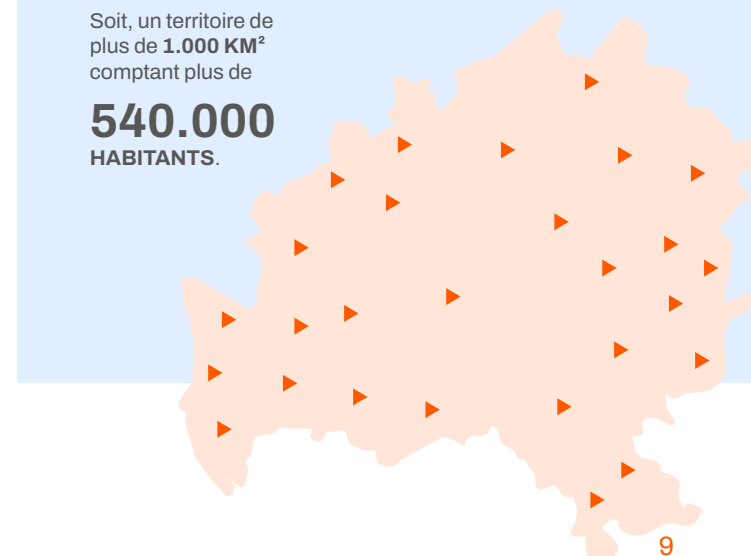 Soit, un territoire de
plus de 1.000 KM²
comptant plus de
540.000
HABITANTS.
9